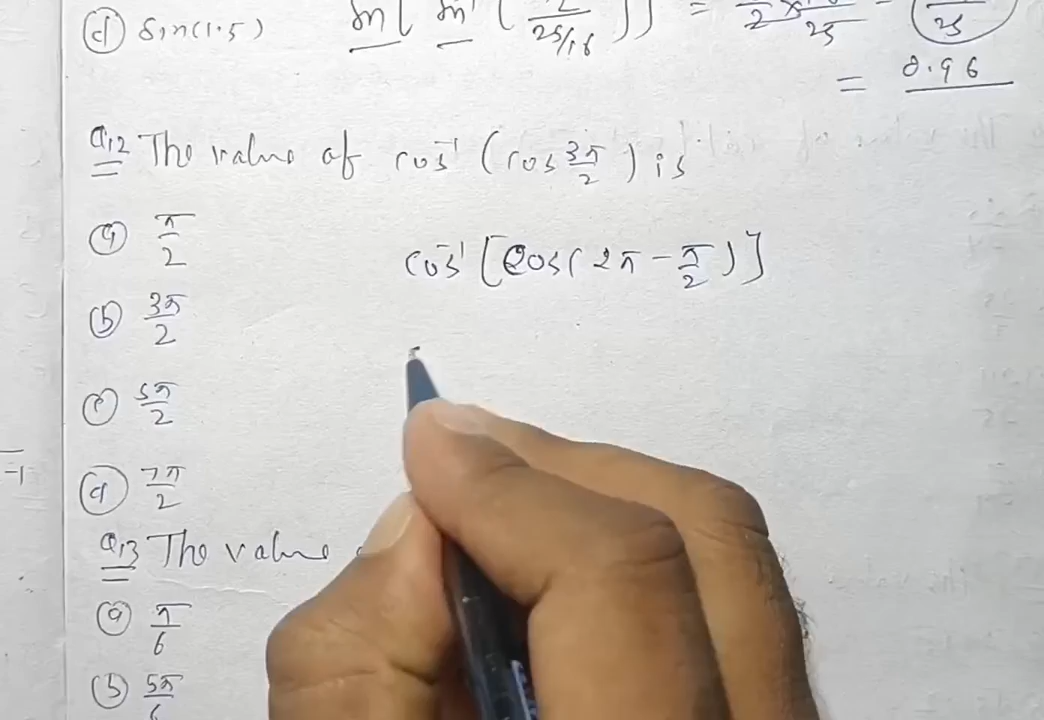 (d) sin(1.5)
= 0.96
Q12 The value of cos⁻¹ (cos 3π/2) is
(a) π/2
cos⁻¹ [cos(2π - π/2)]
(b) 3π/2
(c) 5π/2
(d) 7π/2
Q13 The value
(a) π/6
(b) 5π/6